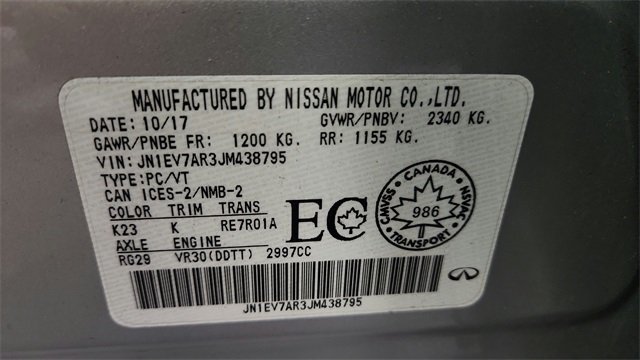 MANUFACTURED BY NISSAN MOTOR CO.,LTD.
DATE: 10/17 GVWR/PNBV: 2340 KG.
GAWR/PNBE FR: 1200 KG. RR: 1155 KG.
VIN: JN1EV7AR3JM438795
TYPE:PC/VT
CAN ICES-2/NMB-2
COLOR TRIM TRANS
K23 K RE7R01A
AXLE ENGINE
RG29 VR30(DDTT) 2997CC
EC
CANADA
CMVSS NSVAC
986
TRANSPORT
JN1EV7AR3JM438795